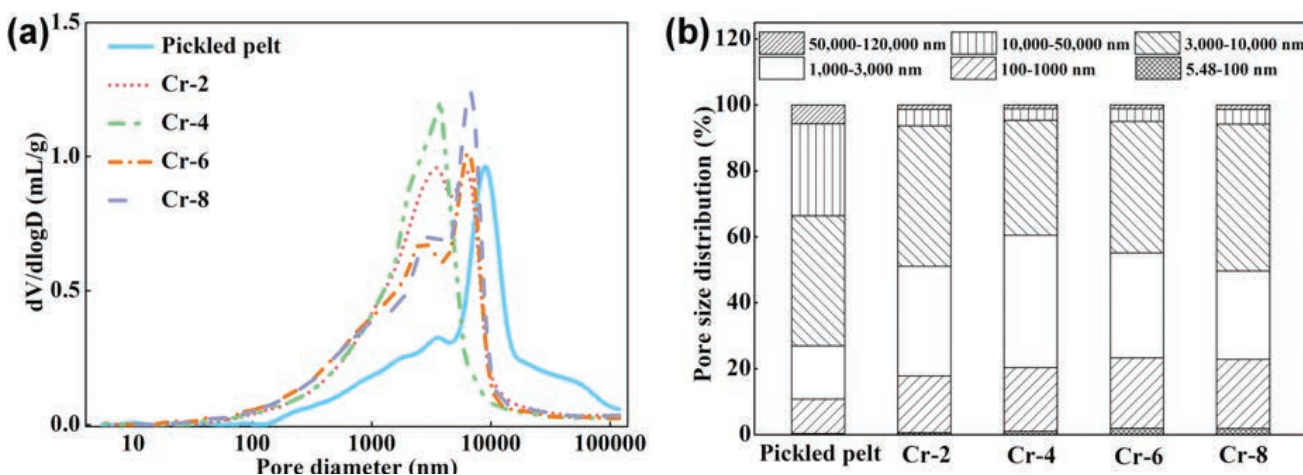 (a)
1.5
1.0
0.5
0.0
dV/dlogD (mL/g)
Pickled pelt
Cr-2
Cr-4
Cr-6
Cr-8
10 100 1000 10000 100000
Pore diameter (nm)
(b)
120
100
80
60
40
20
0
Pore size distribution (%)
50,000-120,000 nm 10,000-50,000 nm 3,000-10,000 nm
1,000-3,000 nm 100-1000 nm 5.48-100 nm
Pickled pelt Cr-2 Cr-4 Cr-6 Cr-8